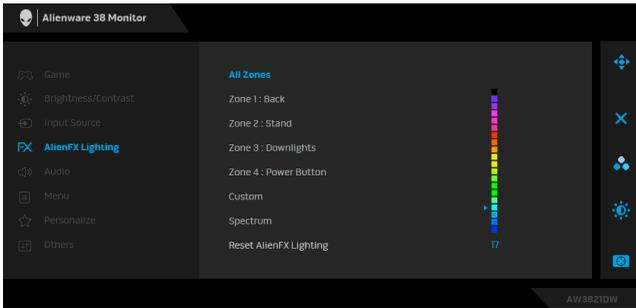 Alienware 38 Monitor
Game
Brightness/Contrast
Input Source
AlienFX Lighting
Audio
Menu
Personalize
Others
All Zones
Zone 1 : Back
Zone 2 : Stand
Zone 3 : Downlights
Zone 4 : Power Button
Custom
Spectrum
Reset AlienFX Lighting
17
AW3821DW